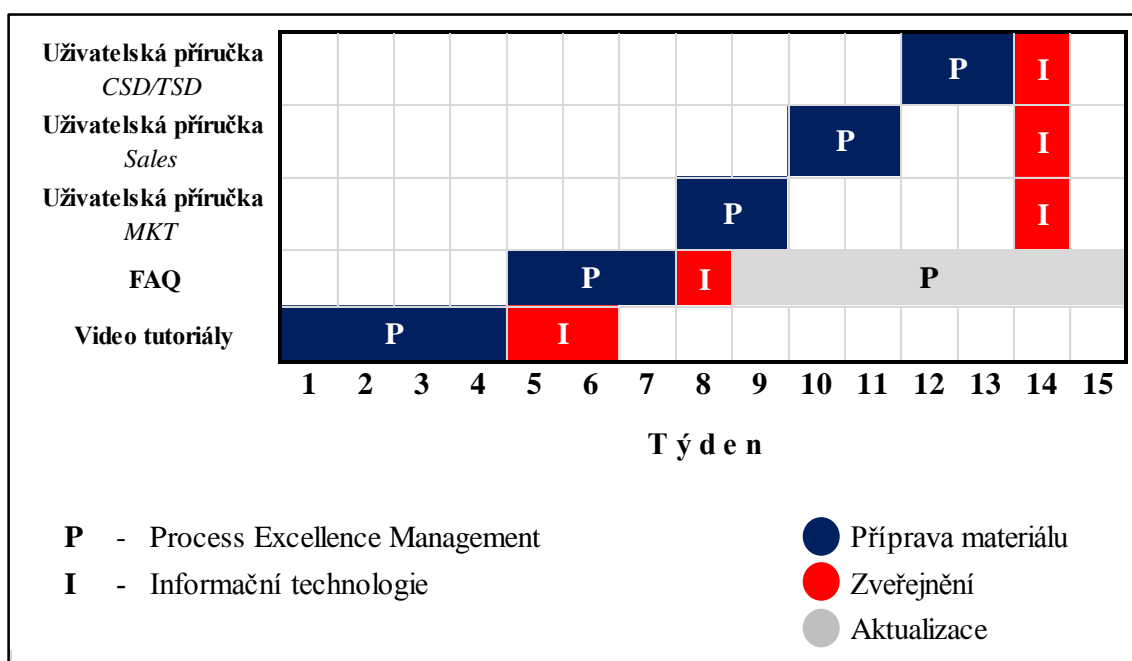 Uživatelská příručka
CSD/TSD
P I
Uživatelská příručka
Sales
P I
Uživatelská příručka
MKT
P I
FAQ
P I P
Video tutoriály
P I
1 2 3 4 5 6 7 8 9 10 11 12 13 14 15
Týden
P - Process Excellence Management
I - Informační technologie
Příprava materiálu
Zveřejnění
Aktualizace